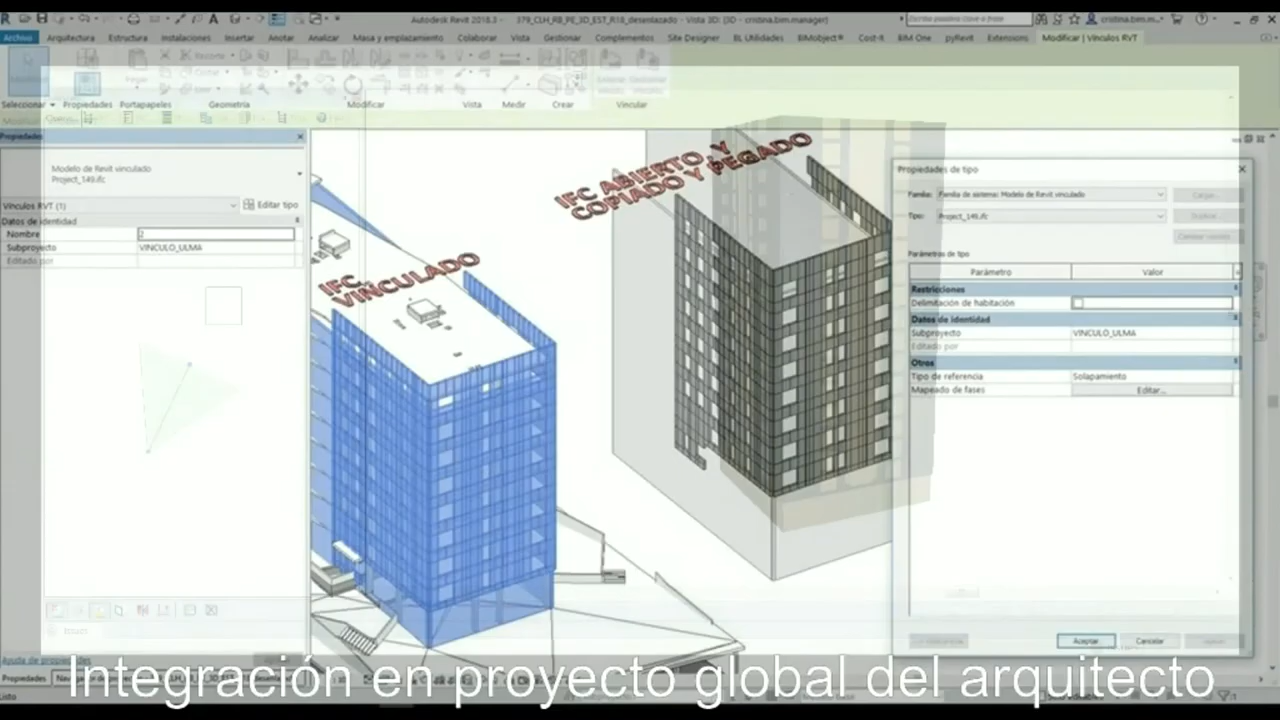 Autodesk Revit 2018.3 - 379_CLH_RB_PE_3D_EST_R18_desenlazado - Vista 3D: {3D - cristina.bim.manager}
cristina.bim.m...
Archivo Arquitectura Estructura Instalaciones Insertar Anotar Analizar Masa y emplazamiento Colaborar Vista Gestionar Complementos Site Designer BL Utilidades BIMobject® Cost-It BIM One pyRevit Extensions Modificar | Vínculos RVT
Seleccionar Propiedades Portapapeles Geometría Modificar Vista Medir Crear Vincular
Propiedades
Modelo de Revit vinculado
Project_149.ifc
Vínculos RVT (1) Editar tipo
Datos de identidad
Nombre 2
Subproyecto VINCULO_ULMA
Editado por
IFC
VINCULADO
IFC ABIERTO Y
COPIADO Y PEGADO
Propiedades de tipo
Familia: Familia de sistema: Modelo de Revit vinculado
Tipo: Project_149.ifc
Parámetros de tipo
Parámetro Valor
Restricciones
Delimitación de habitación
Datos de identidad
Subproyecto VINCULO_ULMA
Editado por
Otros
Tipo de referencia Solapamiento
Mapeado de fases Editar...
Aceptar Cancelar
Ayuda de propiedades
Propiedades
Listo
Integración en proyecto global del arquitecto